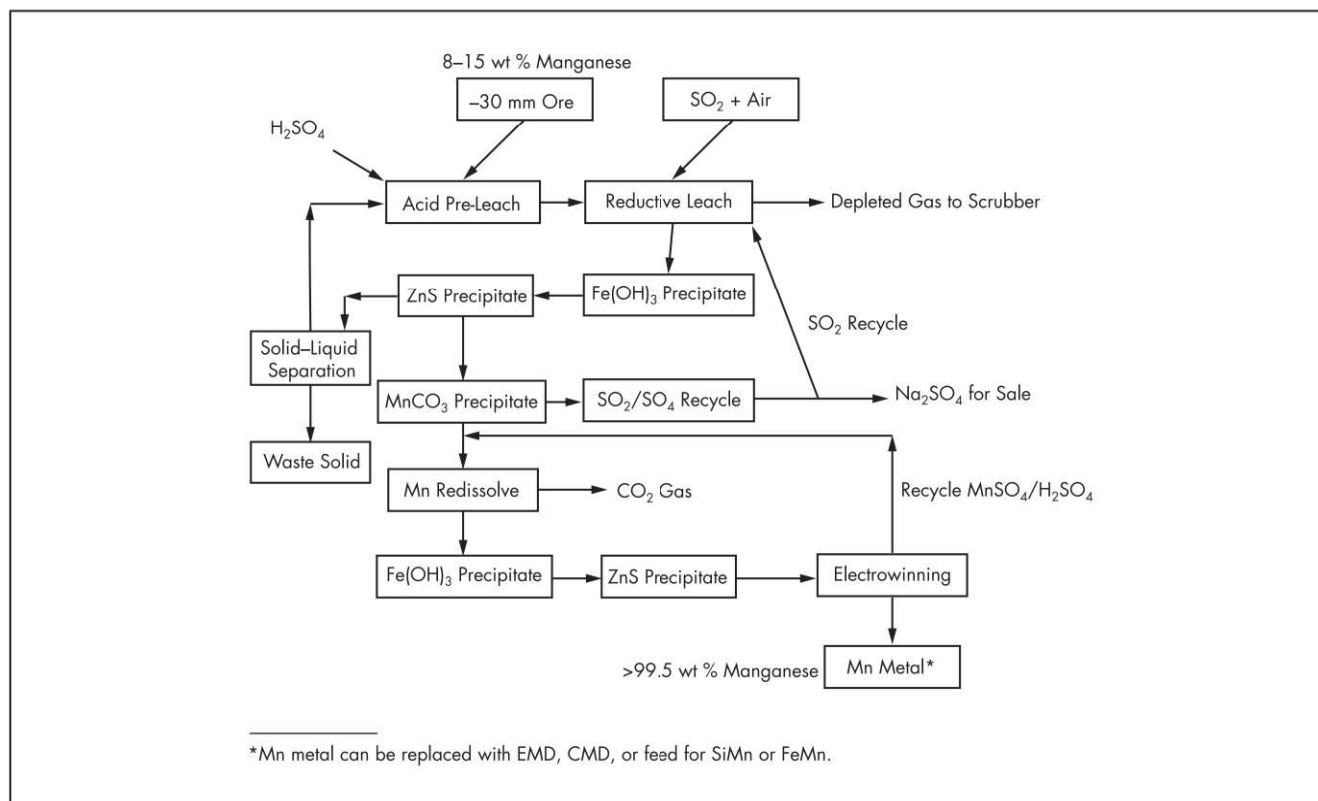 8–15 wt % Manganese
–30 mm Ore
SO₂ + Air
H₂SO₄
Acid Pre-Leach
Reductive Leach
Depleted Gas to Scrubber
ZnS Precipitate
Fe(OH)₃ Precipitate
SO₂ Recycle
Solid–Liquid
Separation
MnCO₃ Precipitate
SO₂/SO₄ Recycle
Na₂SO₄ for Sale
Waste Solid
Mn Redissolve
CO₂ Gas
Recycle MnSO₄/H₂SO₄
Fe(OH)₃ Precipitate
ZnS Precipitate
Electrowinning
>99.5 wt % Manganese
Mn Metal*
*Mn metal can be replaced with EMD, CMD, or feed for SiMn or FeMn.